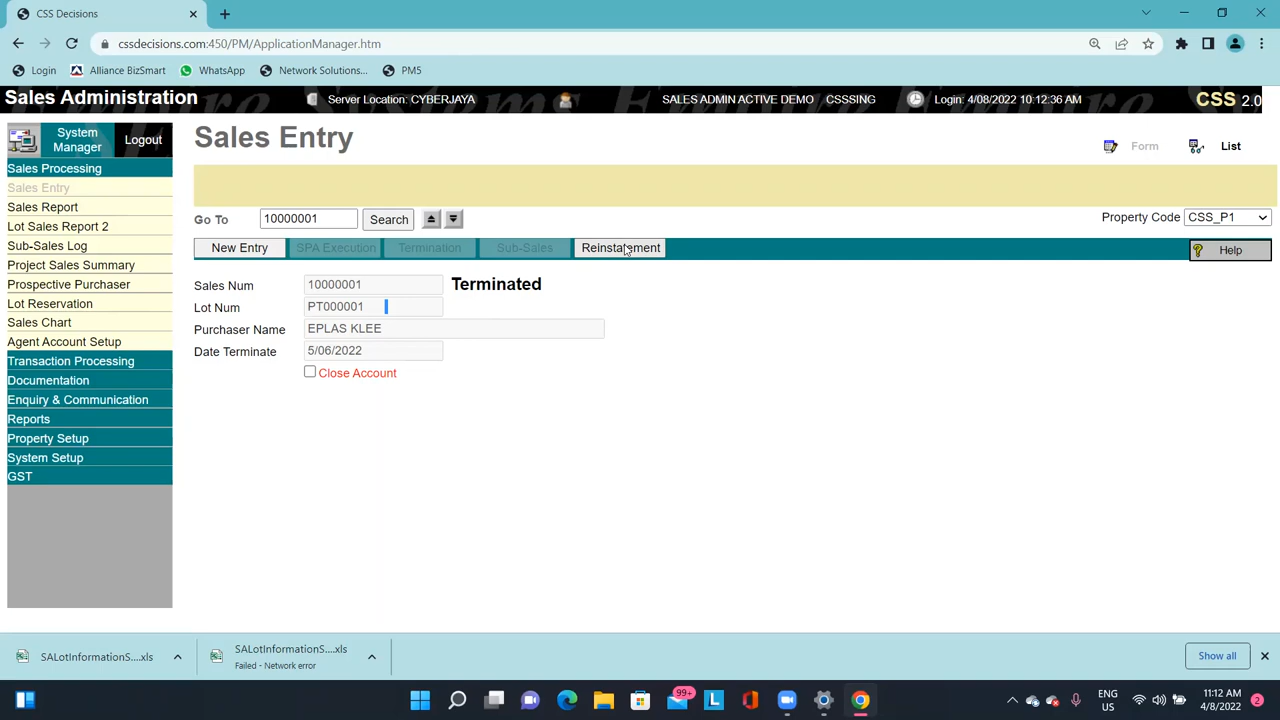 CSS Decisions
cssdecisions.com:450/PM/ApplicationManager.htm
Login
Alliance BizSmart
WhatsApp
Network Solutions...
PM5
Sales Administration
Server Location: CYBERJAYA
SALES ADMIN ACTIVE DEMO
CSSSING
Login: 4/08/2022 10:12:36 AM
CSS 2.0
System Manager
Logout
Sales Processing
Sales Entry
Sales Report
Lot Sales Report 2
Sub-Sales Log
Project Sales Summary
Prospective Purchaser
Lot Reservation
Sales Chart
Agent Account Setup
Transaction Processing
Documentation
Enquiry & Communication
Reports
Property Setup
System Setup
GST
Sales Entry
Form
List
Go To
10000001
Search
Property Code
CSS_P1
New Entry
SPA Execution
Termination
Sub-Sales
Reinstatement
Help
Sales Num
10000001
Terminated
Lot Num
PT000001
Purchaser Name
EPLAS KLEE
Date Terminate
5/06/2022
Close Account
SALotInformationS....xls
SALotInformationS....xls
Failed - Network error
Show all
99+
ENG
US
11:12 AM
4/8/2022
2